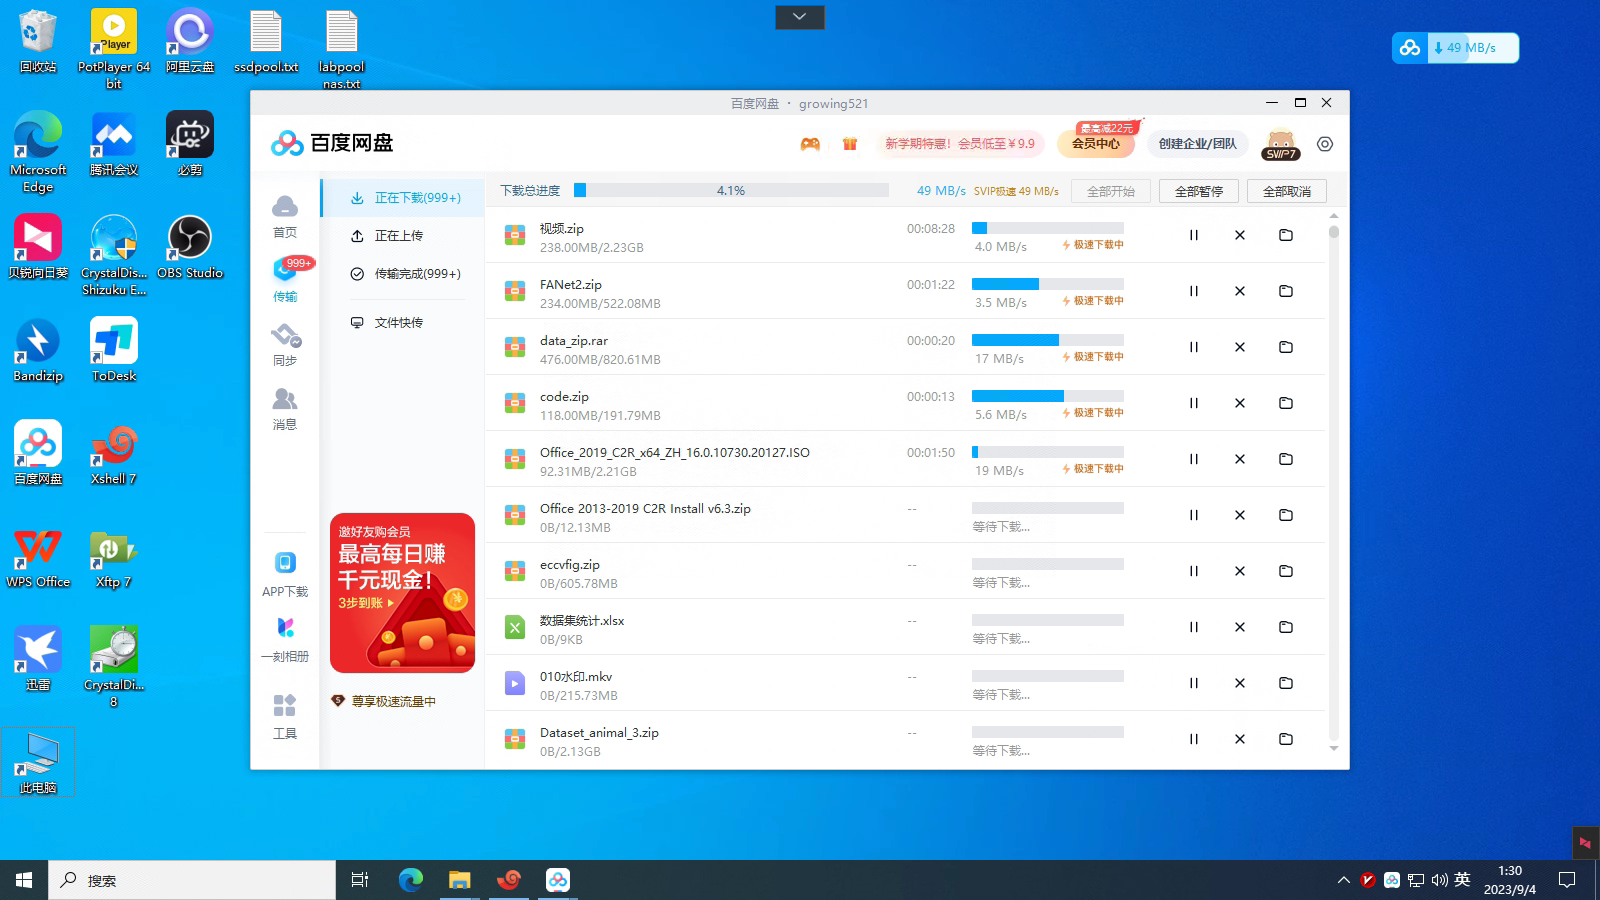 回收站
PotPlayer 64
bit
阿里云盘
ssdpool.txt
labpool
nas.txt
Microsoft
Edge
腾讯会议
必剪
贝锐向日葵
CrystalDis...
Shizuku E...
OBS Studio
Bandizip
ToDesk
百度网盘
Xshell 7
WPS Office
Xftp 7
迅雷
CrystalDi...
8
此电脑
49 MB/s
百度网盘 · growing521
百度网盘
新学期特惠！会员低至￥9.9
最高减22元
会员中心
创建企业/团队
SVIP7
首页
999+
传输
同步
消息
APP下载
一刻相册
工具
正在下载(999+)
正在上传
传输完成(999+)
文件快传
邀好友购会员
最高每日赚
千元现金！
3步到账
尊享极速流量中
下载总进度
4.1%
49 MB/s
SVIP极速 49 MB/s
全部开始
全部暂停
全部取消
视频.zip
238.00MB/2.23GB
00:08:28
4.0 MB/s
极速下载中
FANet2.zip
234.00MB/522.08MB
00:01:22
3.5 MB/s
极速下载中
data_zip.rar
476.00MB/820.61MB
00:00:20
17 MB/s
极速下载中
code.zip
118.00MB/191.79MB
00:00:13
5.6 MB/s
极速下载中
Office_2019_C2R_x64_ZH_16.0.10730.20127.ISO
92.31MB/2.21GB
00:01:50
19 MB/s
极速下载中
Office 2013-2019 C2R Install v6.3.zip
0B/12.13MB
--
等待下载...
eccvfig.zip
0B/605.78MB
--
等待下载...
数据集统计.xlsx
0B/9KB
--
等待下载...
010水印.mkv
0B/215.73MB
--
等待下载...
Dataset_animal_3.zip
0B/2.13GB
--
等待下载...
搜索
英
1:30
2023/9/4